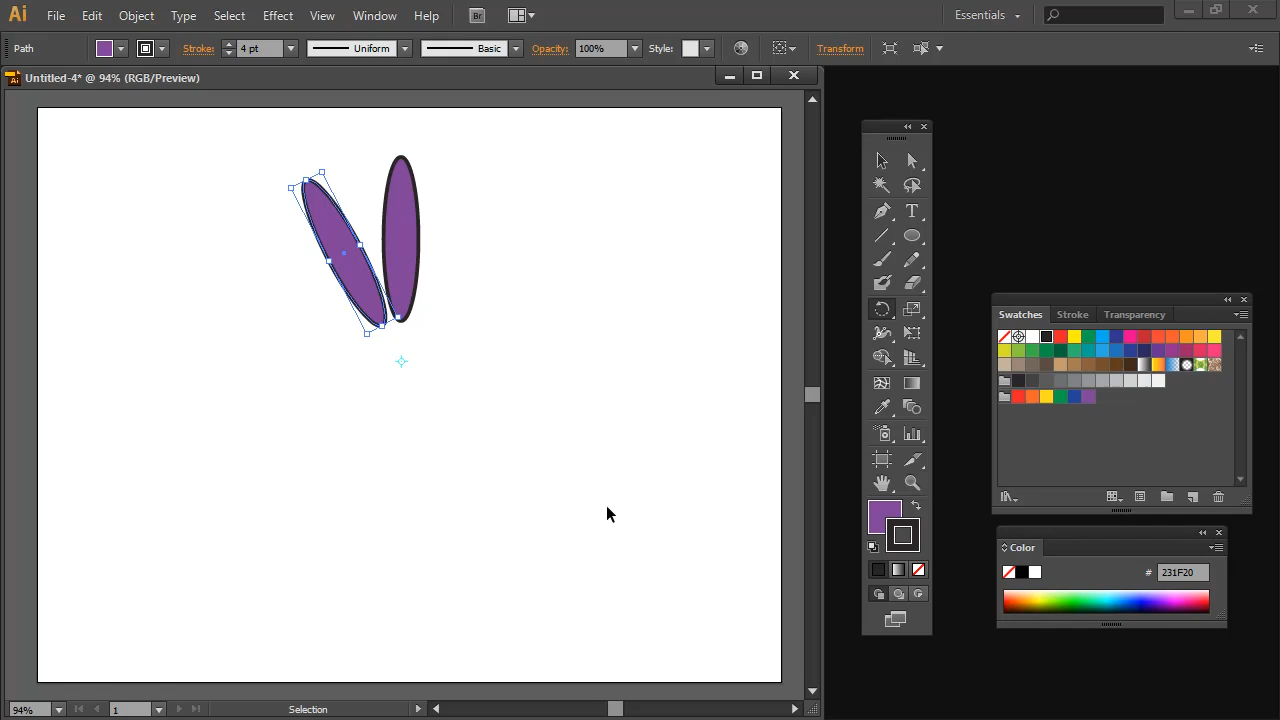 Ai File Edit Object Type Select Effect View Window Help Br Essentials
Path Stroke: 4 pt Uniform Basic Opacity: 100% Style: Transform
Ai Untitled-4* @ 94% (RGB/Preview)
T
Swatches Stroke Transparency
Color
# 231F20
94% 1 Selection